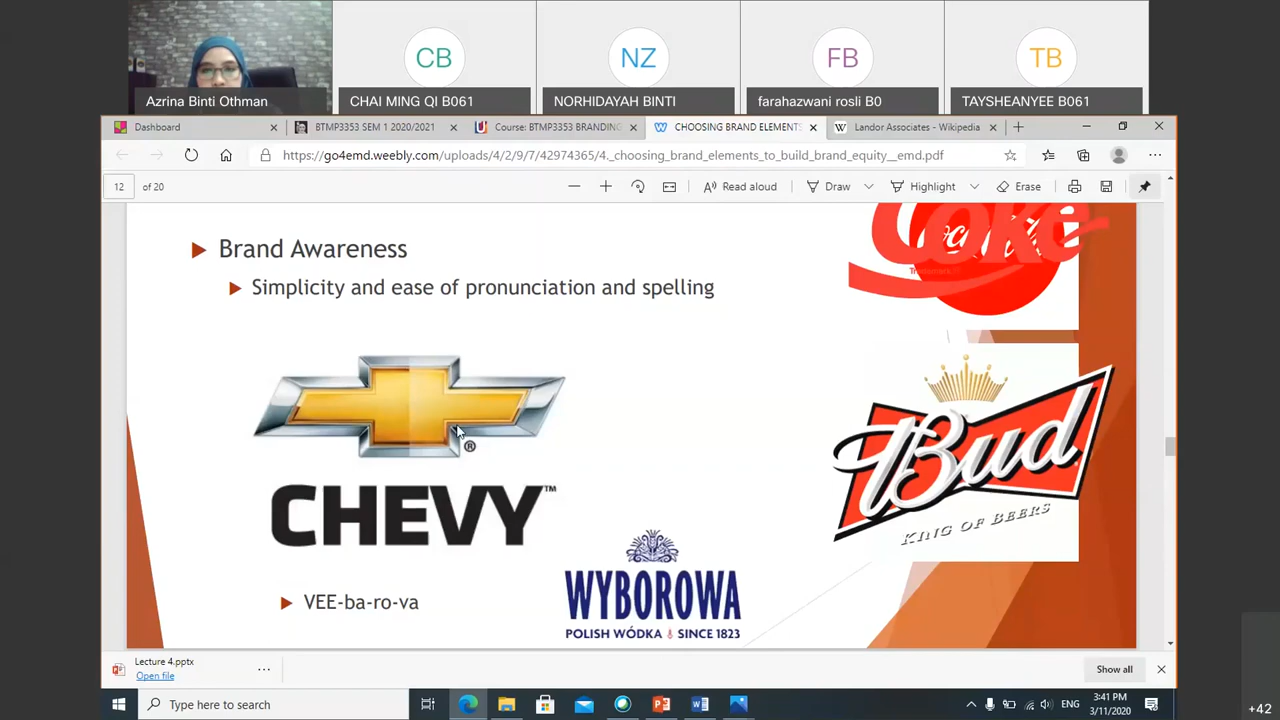 CB
NZ
FB
TB
Azrina Binti Othman
CHAI MING QI B061
NORHIDAYAH BINTI
farahazwani rosli B0
TAYSHEANYEE B061
Dashboard
BTMP3353 SEM 1 2020/2021
Course: BTMP3353 BRANDING
CHOOSING BRAND ELEMENTS
Landor Associates - Wikipedia
https://go4emd.weebly.com/uploads/4/2/9/7/42974365/4._choosing_brand_elements_to_build_brand_equity__emd.pdf
12 of 20
Read aloud
Draw
Highlight
Erase
Coke
Brand Awareness
Simplicity and ease of pronunciation and spelling
®
CHEVY™
Bud
KING OF BEERS
VEE-ba-ro-va
WYBOROWA
POLISH WÓDKA SINCE 1823
Lecture 4.pptx
Open file
Show all
Type here to search
ENG
3:41 PM
3/11/2020
+42